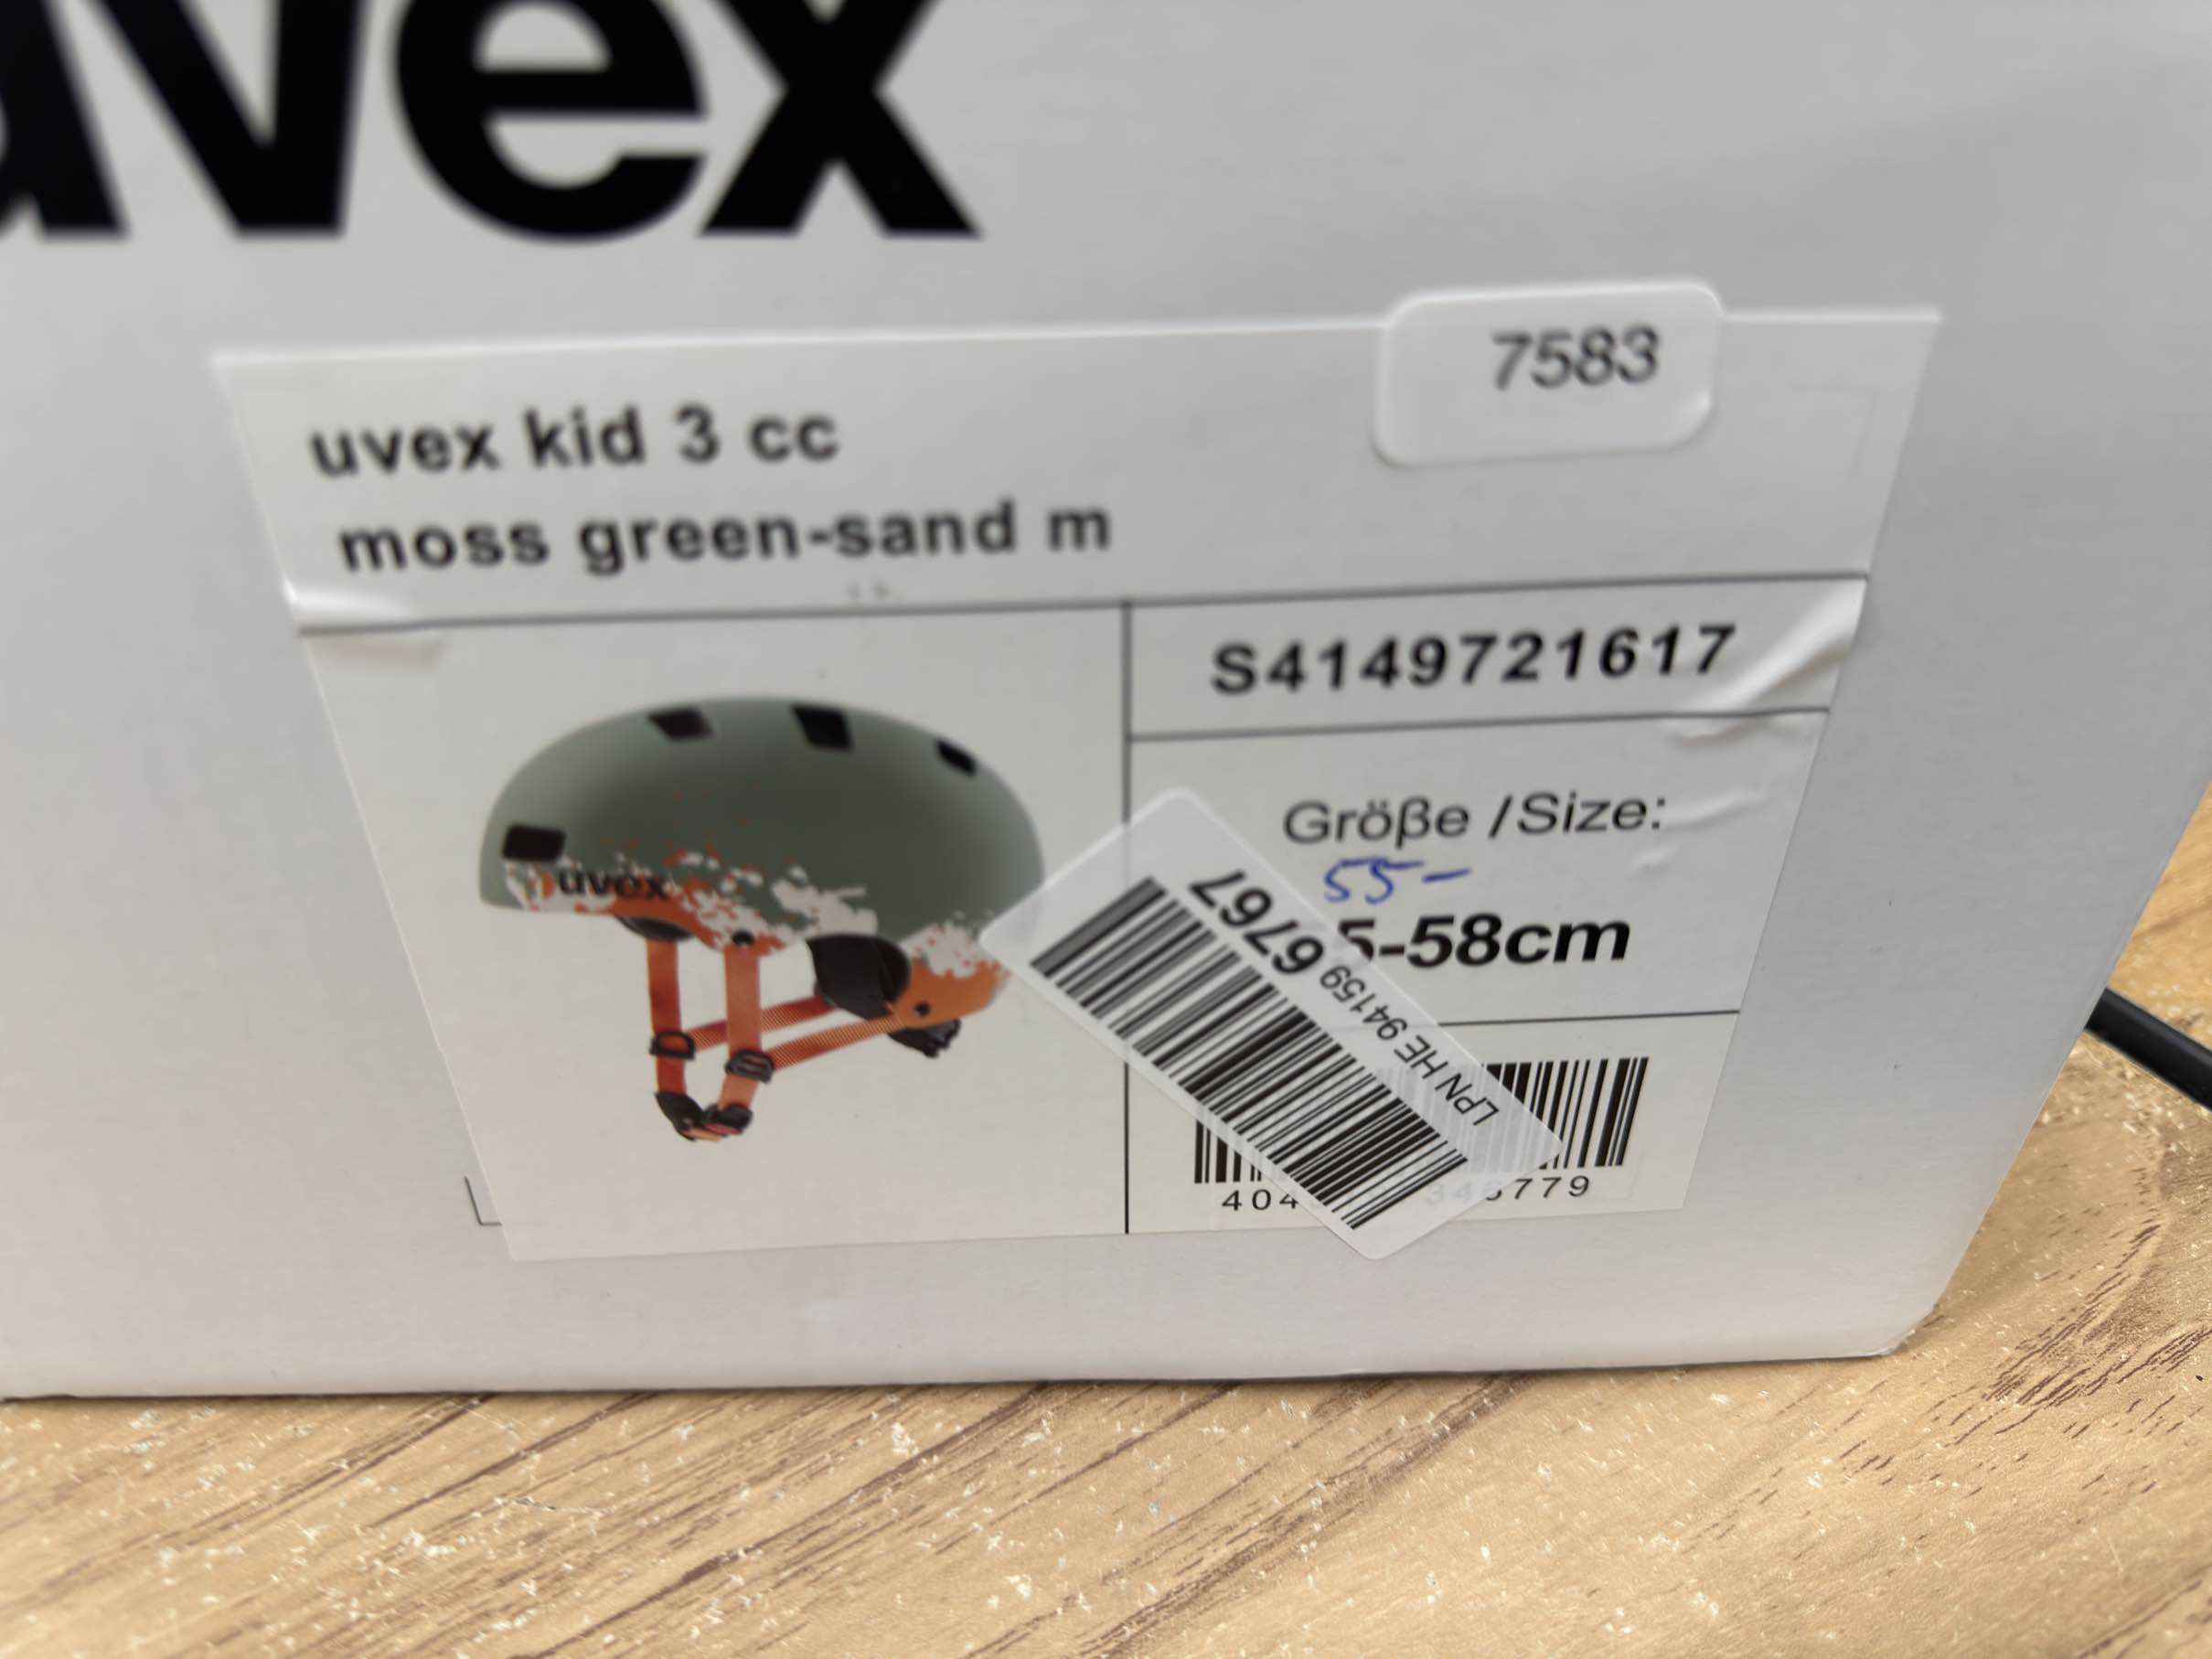 uvex
7583
uvex kid 3 cc
moss green-sand m
S4149721617
uvex
Größe /Size:
55-
5-58cm
LPN HE 94159 6767
404
779